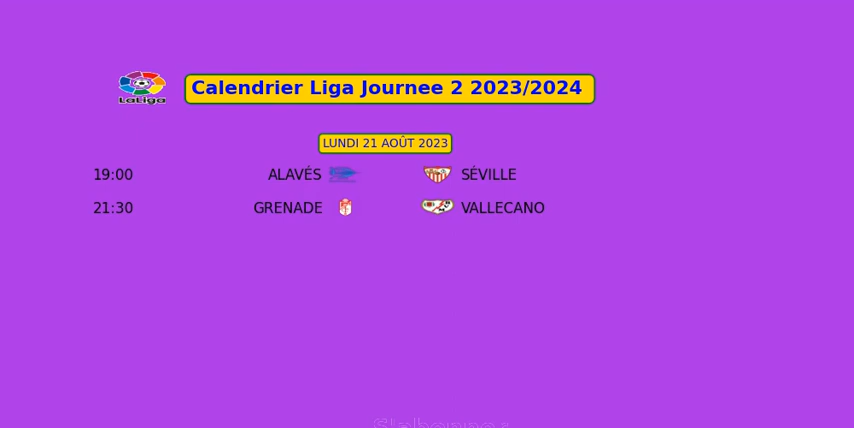 LaLiga
Calendrier Liga Journee 2 2023/2024
LUNDI 21 AOÛT 2023
19:00 ALAVÉS SÉVILLE
21:30 GRENADE VALLECANO